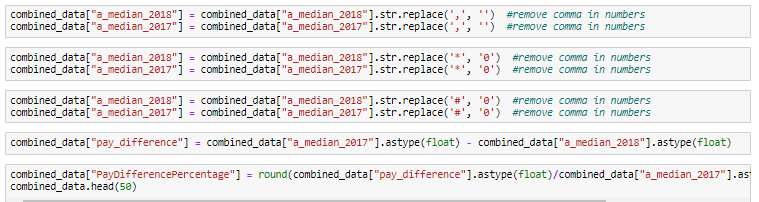 combined_data["a_median_2018"] = combined_data["a_median_2018"].str.replace(',', '')  #remove comma in numbers
combined_data["a_median_2017"] = combined_data["a_median_2017"].str.replace(',', '')  #remove comma in numbers
combined_data["a_median_2018"] = combined_data["a_median_2018"].str.replace('*', '0')  #remove comma in numbers
combined_data["a_median_2017"] = combined_data["a_median_2017"].str.replace('*', '0')  #remove comma in numbers
combined_data["a_median_2018"] = combined_data["a_median_2018"].str.replace('#', '0')  #remove comma in numbers
combined_data["a_median_2017"] = combined_data["a_median_2017"].str.replace('#', '0')  #remove comma in numbers
combined_data["pay_difference"] = combined_data["a_median_2017"].astype(float) - combined_data["a_median_2018"].astype(float)
combined_data["PayDifferencePercentage"] = round(combined_data["pay_difference"].astype(float)/combined_data["a_median_2017"].ast
combined_data.head(50)